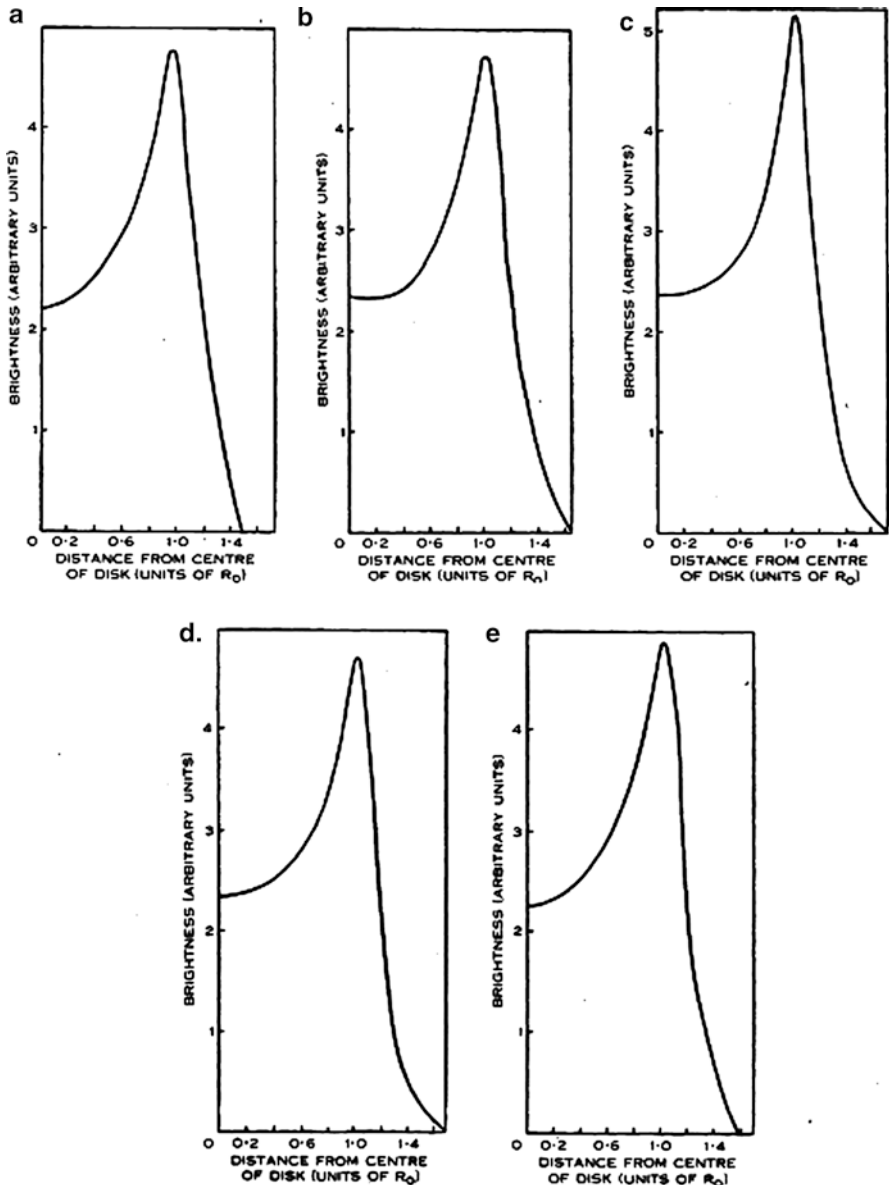 a
b
c
BRIGHTNESS (ARBITRARY UNITS)
4
3
2
1
0 0·2 0·6 1·0 1·4
DISTANCE FROM CENTRE
OF DISK (UNITS OF R₀)
BRIGHTNESS (ARBITRARY UNITS)
4
3
2
1
0 0·2 0·6 1·0 1·4
DISTANCE FROM CENTRE
OF DISK (UNITS OF R₀)
BRIGHTNESS (ARBITRARY UNITS)
5
4
3
2
1
0 0·2 0·6 1·0 1·4
DISTANCE FROM CENTRE
OF DISK (UNITS OF R₀)
d.
e
BRIGHTNESS (ARBITRARY UNITS)
4
3
2
1
0 0·2 0·6 1·0 1·4
DISTANCE FROM CENTRE
OF DISK (UNITS OF R₀)
BRIGHTNESS (ARBITRARY UNITS)
4
3
2
1
0 0·2 0·6 1·0 1·4
DISTANCE FROM CENTRE
OF DISK (UNITS OF R₀)